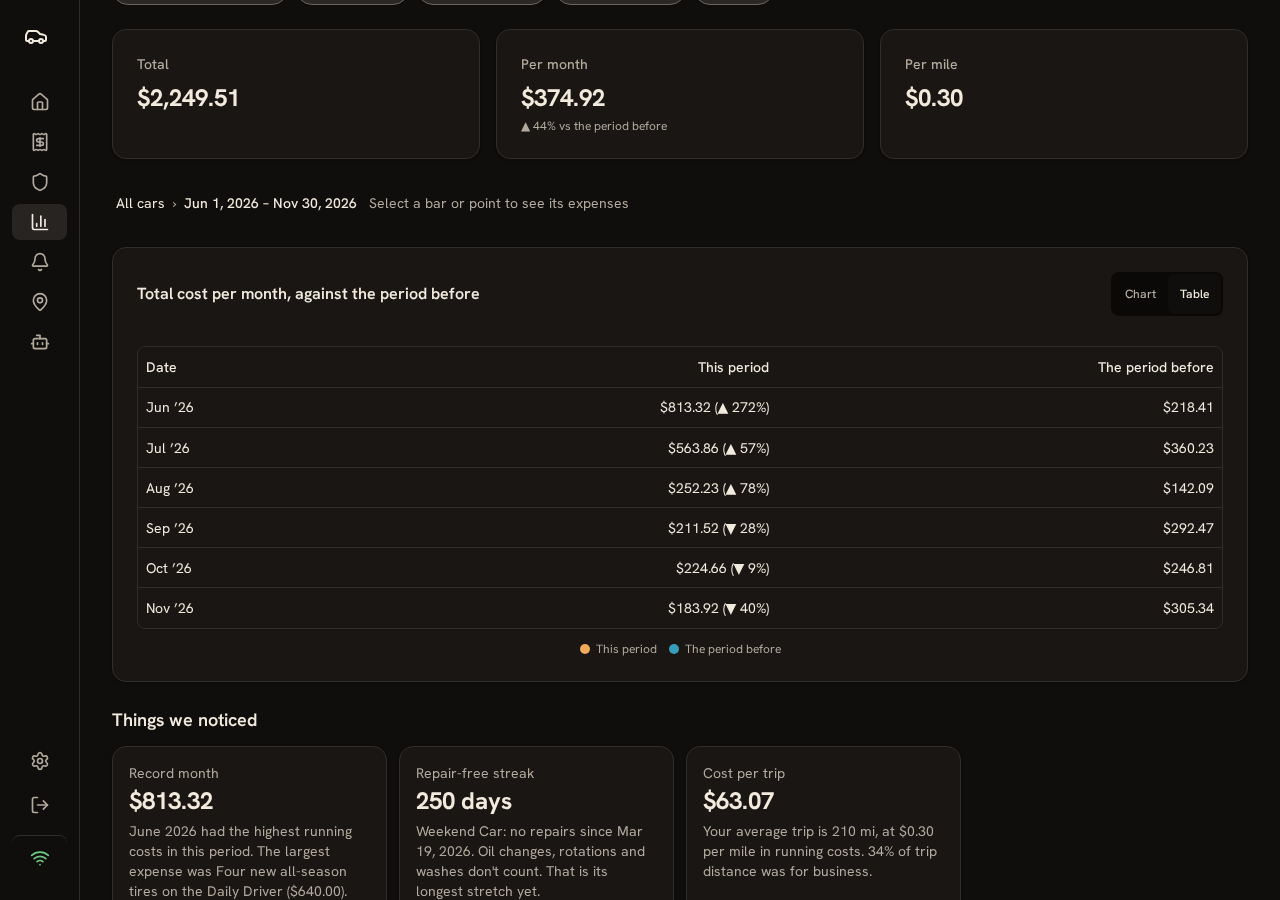 Total
$2,249.51
Per month
$374.92
▲ 44% vs the period before
Per mile
$0.30
All cars › Jun 1, 2026 – Nov 30, 2026 Select a bar or point to see its expenses
Total cost per month, against the period before
Chart Table
Date This period The period before
Jun ’26 $813.32 (▲ 272%) $218.41
Jul ’26 $563.86 (▲ 57%) $360.23
Aug ’26 $252.23 (▲ 78%) $142.09
Sep ’26 $211.52 (▼ 28%) $292.47
Oct ’26 $224.66 (▼ 9%) $246.81
Nov ’26 $183.92 (▼ 40%) $305.34
This period The period before
Things we noticed
Record month
$813.32
June 2026 had the highest running
costs in this period. The largest
expense was Four new all-season
tires on the Daily Driver ($640.00).
Repair-free streak
250 days
Weekend Car: no repairs since Mar
19, 2026. Oil changes, rotations and
washes don't count. That is its
longest stretch yet.
Cost per trip
$63.07
Your average trip is 210 mi, at $0.30
per mile in running costs. 34% of trip
distance was for business.